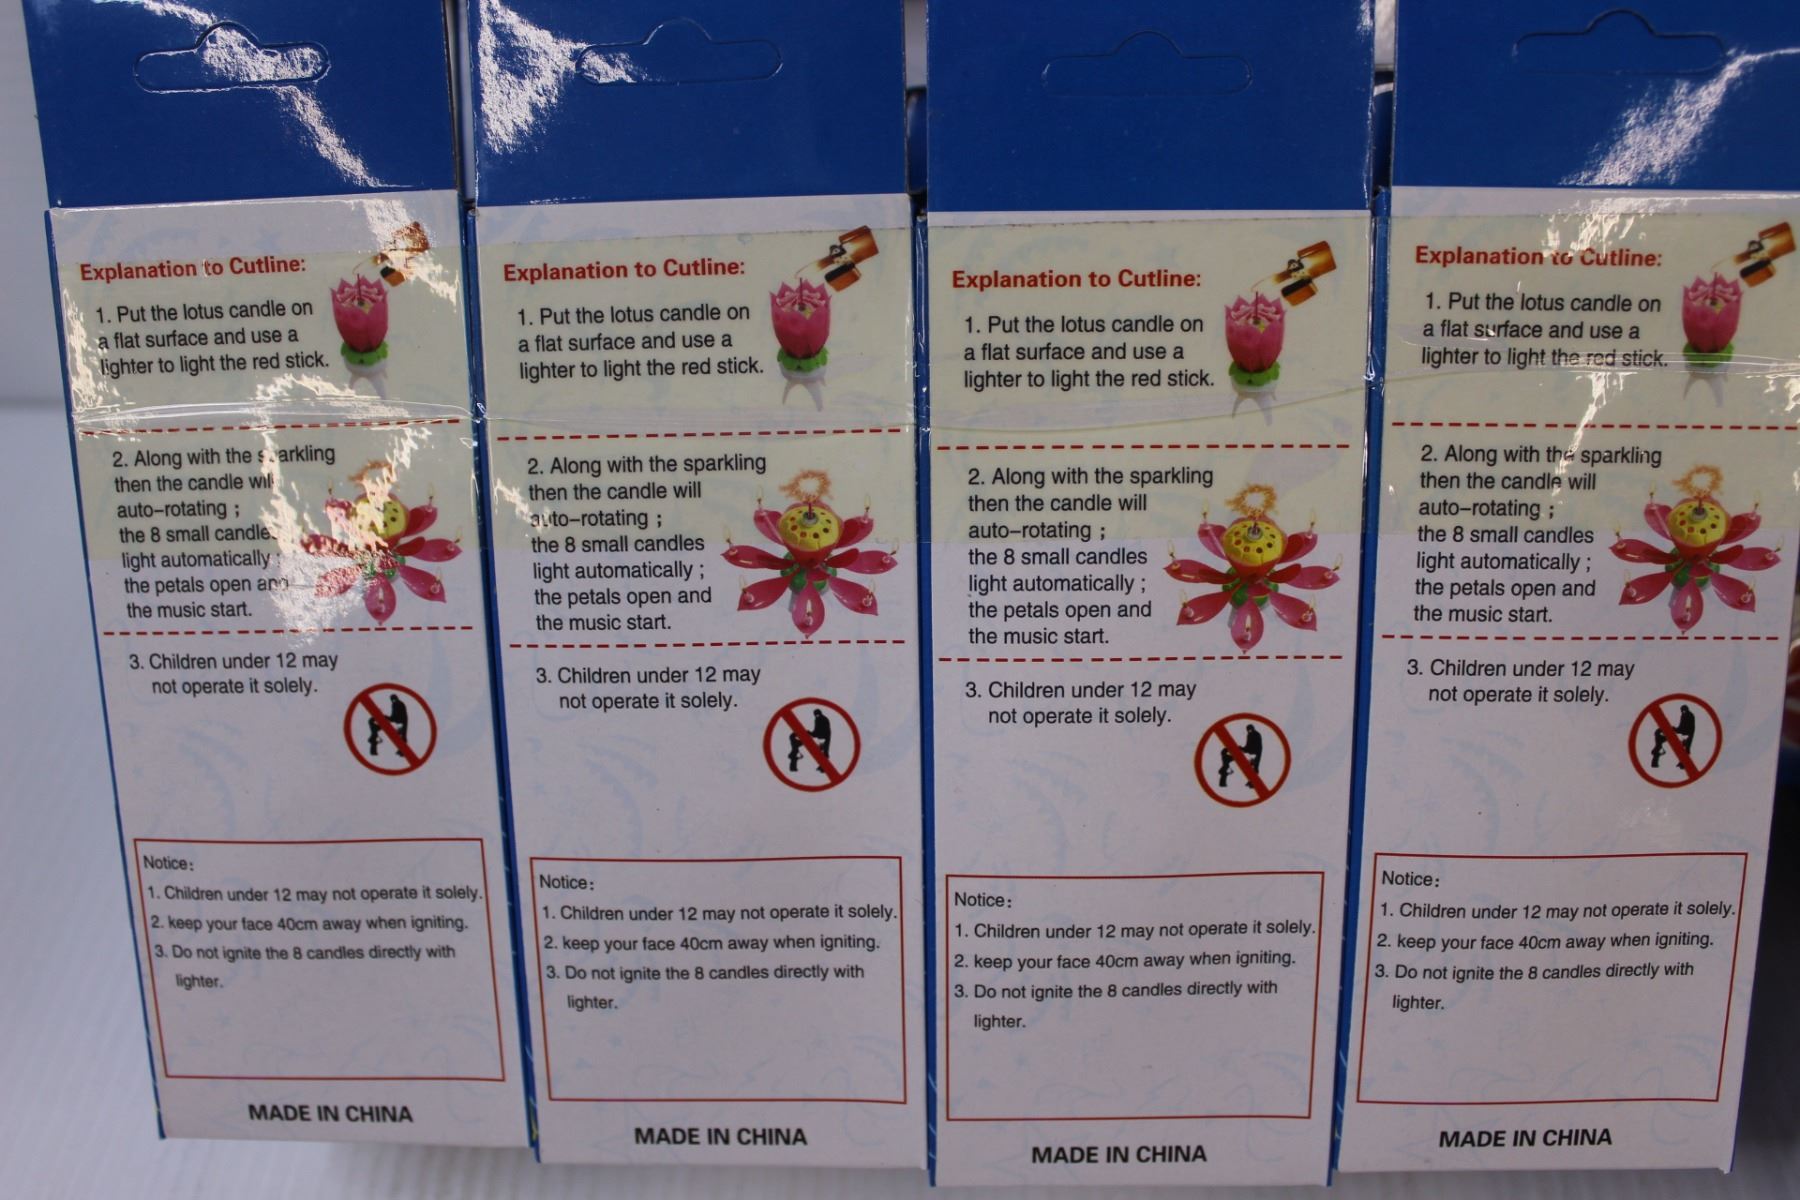 Explanation to Cutline:
1. Put the lotus candle on
a flat surface and use a
lighter to light the red stick.
2. Along with the sparkling
then the candle will
auto–rotating ;
the 8 small candles
light automatically ;
the petals open and
the music start.
3. Children under 12 may
not operate it solely.
Notice:
1. Children under 12 may not operate it solely.
2. keep your face 40cm away when igniting.
3. Do not ignite the 8 candles directly with
lighter.
MADE IN CHINA
Explanation to Cutline:
1. Put the lotus candle on
a flat surface and use a
lighter to light the red stick.
2. Along with the sparkling
then the candle will
auto–rotating ;
the 8 small candles
light automatically ;
the petals open and
the music start.
3. Children under 12 may
not operate it solely.
Notice:
1. Children under 12 may not operate it solely.
2. keep your face 40cm away when igniting.
3. Do not ignite the 8 candles directly with
lighter.
MADE IN CHINA
Explanation to Cutline:
1. Put the lotus candle on
a flat surface and use a
lighter to light the red stick.
2. Along with the sparkling
then the candle will
auto–rotating ;
the 8 small candles
light automatically ;
the petals open and
the music start.
3. Children under 12 may
not operate it solely.
Notice:
1. Children under 12 may not operate it solely.
2. keep your face 40cm away when igniting.
3. Do not ignite the 8 candles directly with
lighter.
MADE IN CHINA
Explanation to Cutline:
1. Put the lotus candle on
a flat surface and use a
lighter to light the red stick.
2. Along with the sparkling
then the candle will
auto–rotating ;
the 8 small candles
light automatically ;
the petals open and
the music start.
3. Children under 12 may
not operate it solely.
Notice:
1. Children under 12 may not operate it solely.
2. keep your face 40cm away when igniting.
3. Do not ignite the 8 candles directly with
lighter.
MADE IN CHINA